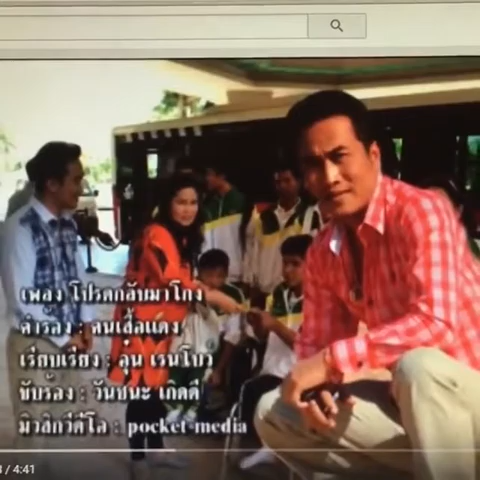 เพลง โปรดกลับมาโกง
คำร้อง : คนเสื้อแดง
เรียบเรียง : อุ๋น เรนโบว์
ขับร้อง : วันชนะ เกิดดี
มิวสิกวีดีโอ : pocket-media
/ 4:41